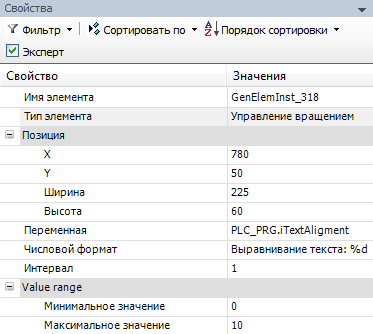 Свойства
Фильтр Сортировать по Порядок сортировки
Эксперт
Свойство Значения
Имя элемента GenElemInst_318
Тип элемента Управление вращением
Позиция
X 780
Y 50
Ширина 225
Высота 60
Переменная PLC_PRG.iTextAligment
Числовой формат Выравнивание текста: %d
Интервал 1
Value range
Минимальное значение 0
Максимальное значение 10